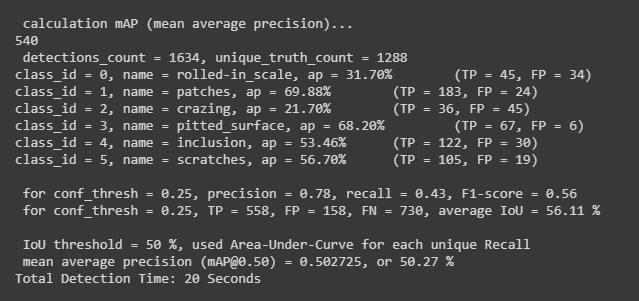 calculation mAP (mean average precision)...
540
detections_count = 1634, unique_truth_count = 1288
class_id = 0, name = rolled-in_scale, ap = 31.70% (TP = 45, FP = 34)
class_id = 1, name = patches, ap = 69.88% (TP = 183, FP = 24)
class_id = 2, name = crazing, ap = 21.70% (TP = 36, FP = 45)
class_id = 3, name = pitted_surface, ap = 68.20% (TP = 67, FP = 6)
class_id = 4, name = inclusion, ap = 53.46% (TP = 122, FP = 30)
class_id = 5, name = scratches, ap = 56.70% (TP = 105, FP = 19)
for conf_thresh = 0.25, precision = 0.78, recall = 0.43, F1-score = 0.56
for conf_thresh = 0.25, TP = 558, FP = 158, FN = 730, average IoU = 56.11 %
IoU threshold = 50 %, used Area-Under-Curve for each unique Recall
mean average precision (mAP@0.50) = 0.502725, or 50.27 %
Total Detection Time: 20 Seconds